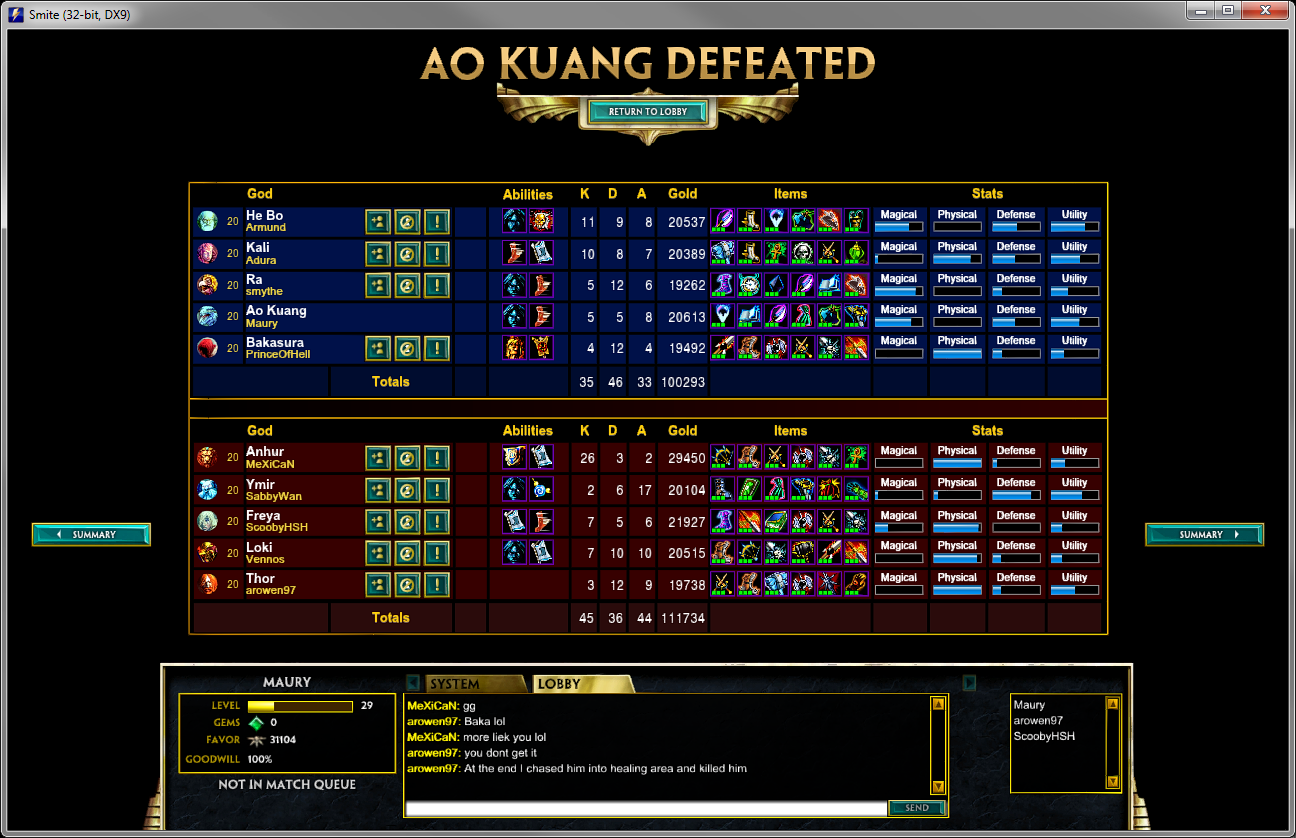 Smite (32-bit, DX9)
AO KUANG DEFEATED
RETURN TO LOBBY
God Abilities K D A Gold Items Stats
20 He Bo Armund 11 9 8 20537 Magical Physical Defense Utility
20 Kali Adura 10 8 7 20389 Magical Physical Defense Utility
20 Ra smythe 5 12 6 19262 Magical Physical Defense Utility
20 Ao Kuang Maury 5 5 8 20613 Magical Physical Defense Utility
20 Bakasura PrinceOfHell 4 12 4 19492 Magical Physical Defense Utility
Totals 35 46 33 100293
God Abilities K D A Gold Items Stats
20 Anhur MeXiCaN 26 3 2 29450 Magical Physical Defense Utility
20 Ymir SabbyWan 2 6 17 20104 Magical Physical Defense Utility
20 Freya ScoobyHSH 7 5 6 21927 Magical Physical Defense Utility
20 Loki Vennos 7 10 10 20515 Magical Physical Defense Utility
20 Thor arowen97 3 12 9 19738 Magical Physical Defense Utility
Totals 45 36 44 111734
SUMMARY
SUMMARY
MAURY
LEVEL 29
GEMS 0
FAVOR 31104
GOODWILL 100%
NOT IN MATCH QUEUE
SYSTEM LOBBY
MeXiCaN: gg
arowen97: Baka lol
MeXiCaN: more liek you lol
arowen97: you dont get it
arowen97: At the end I chased him into healing area and killed him
SEND
Maury
arowen97
ScoobyHSH